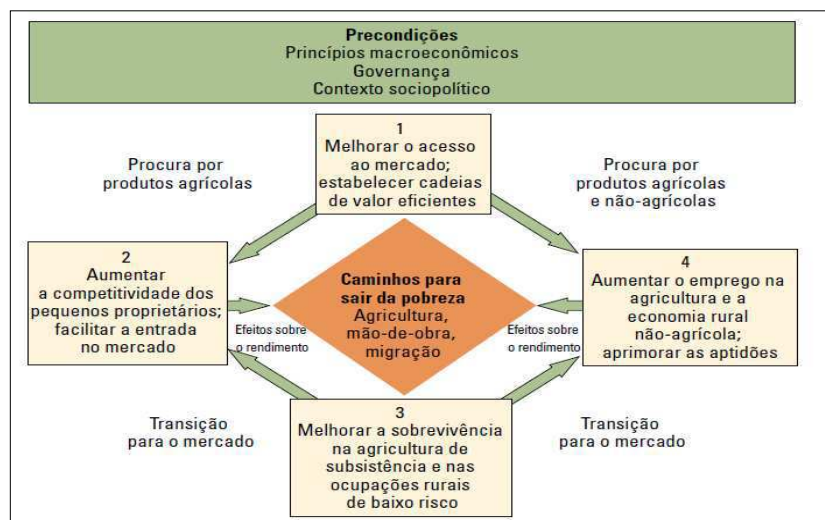 Precondições
Princípios macroeconômicos
Governança
Contexto sociopolítico
1
Melhorar o acesso
ao mercado;
estabelecer cadeias
de valor eficientes
Procura por
produtos agrícolas
Procura por
produtos agrícolas
e não-agrícolas
2
Aumentar
a competitividade dos
pequenos proprietários;
facilitar a entrada
no mercado
Caminhos para
sair da pobreza
Agricultura,
mão-de-obra,
migração
4
Aumentar o emprego na
agricultura e a
economia rural
não-agrícola;
aprimorar as aptidões
Efeitos sobre
o rendimento
Efeitos sobre
o rendimento
Transição
para o mercado
3
Melhorar a sobrevivência
na agricultura de
subsistência e nas
ocupações rurais
de baixo risco
Transição
para o mercado